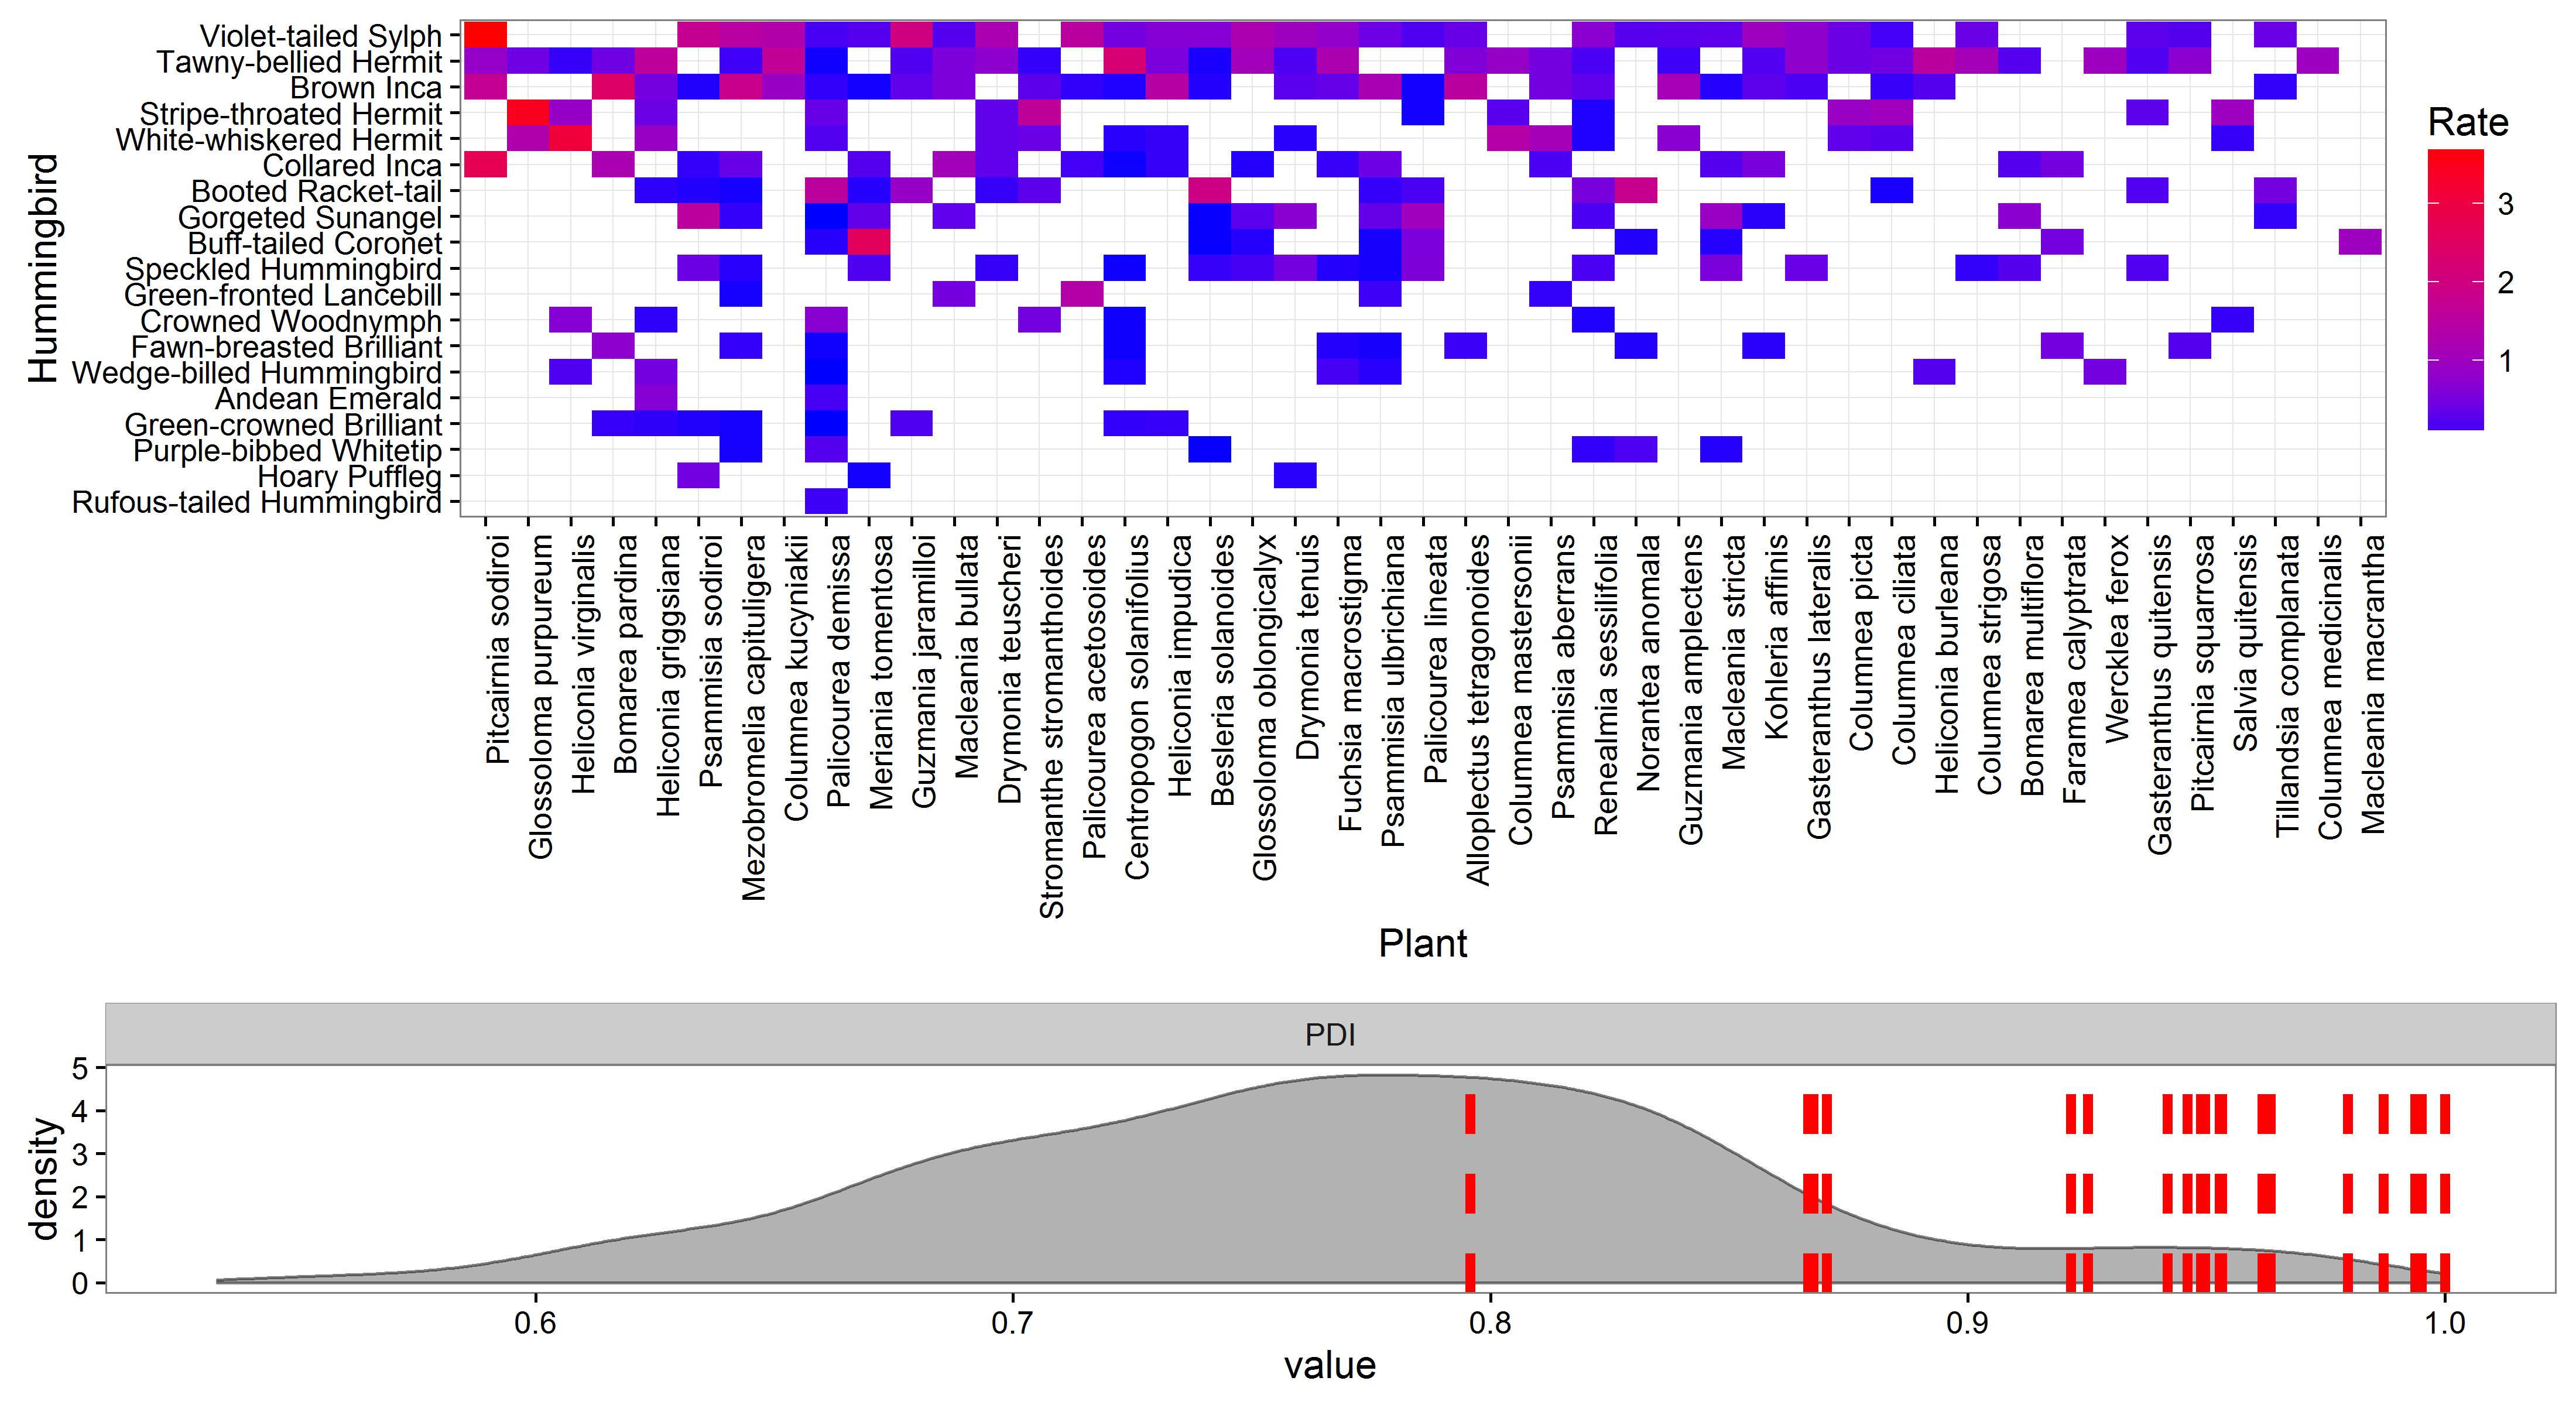 Hummingbird
Violet-tailed Sylph
Tawny-bellied Hermit
Brown Inca
Stripe-throated Hermit
White-whiskered Hermit
Collared Inca
Booted Racket-tail
Gorgeted Sunangel
Buff-tailed Coronet
Speckled Hummingbird
Green-fronted Lancebill
Crowned Woodnymph
Fawn-breasted Brilliant
Wedge-billed Hummingbird
Andean Emerald
Green-crowned Brilliant
Purple-bibbed Whitetip
Hoary Puffleg
Rufous-tailed Hummingbird
Rate
3
2
1
Pitcairnia sodiroi
Glossoloma purpureum
Heliconia virginalis
Bomarea pardina
Heliconia griggsiana
Psammisia sodiroi
Mezobromelia capituligera
Columnea kucyniakii
Palicourea demissa
Meriania tomentosa
Guzmania jaramilloi
Macleania bullata
Drymonia teuscheri
Stromanthe stromanthoides
Palicourea acetosoides
Centropogon solanifolius
Heliconia impudica
Besleria solanoides
Glossoloma oblongicalyx
Drymonia tenuis
Fuchsia macrostigma
Psammisia ulbrichiana
Palicourea lineata
Alloplectus tetragonoides
Columnea mastersonii
Psammisia aberrans
Renealmia sessilifolia
Norantea anomala
Guzmania amplectens
Macleania stricta
Kohleria affinis
Gasteranthus lateralis
Columnea picta
Columnea ciliata
Heliconia burleana
Columnea strigosa
Bomarea multiflora
Faramea calyptrata
Wercklea ferox
Gasteranthus quitensis
Pitcairnia squarrosa
Salvia quitensis
Tillandsia complanata
Columnea medicinalis
Macleania macrantha
Plant
PDI
density
5
4
3
2
1
0
0.6 0.7 0.8 0.9 1.0
value